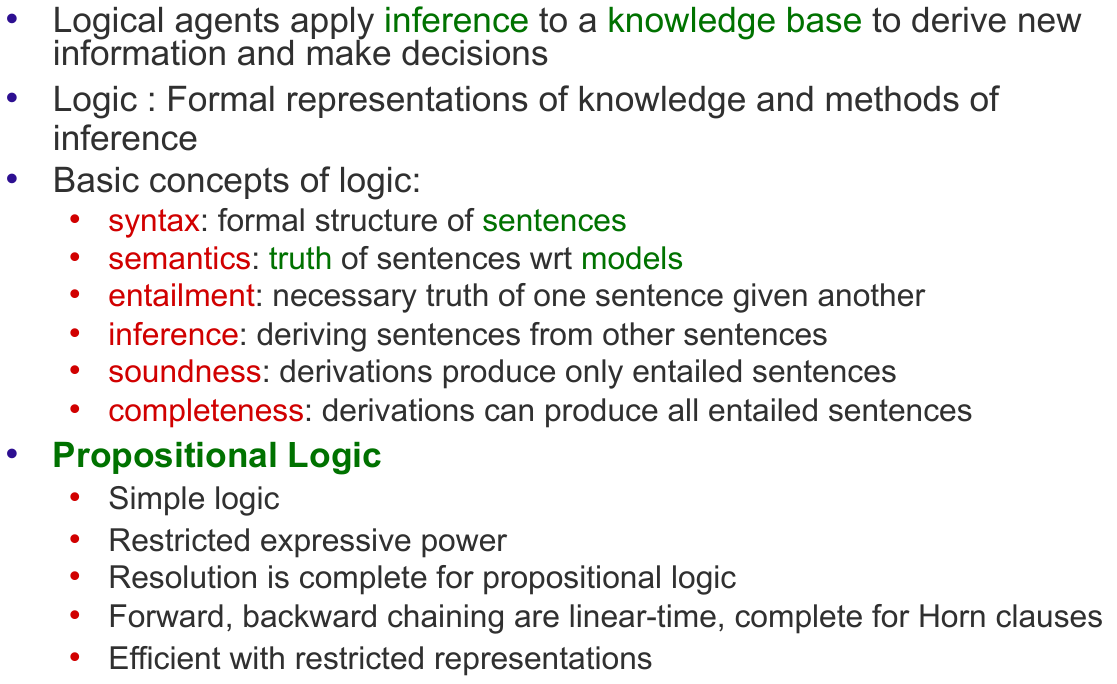 • Logical agents apply inference to a knowledge base to derive new
information and make decisions
• Logic : Formal representations of knowledge and methods of
inference
• Basic concepts of logic:
• syntax: formal structure of sentences
• semantics: truth of sentences wrt models
• entailment: necessary truth of one sentence given another
• inference: deriving sentences from other sentences
• soundness: derivations produce only entailed sentences
• completeness: derivations can produce all entailed sentences
• Propositional Logic
• Simple logic
• Restricted expressive power
• Resolution is complete for propositional logic
• Forward, backward chaining are linear-time, complete for Horn clauses
• Efficient with restricted representations